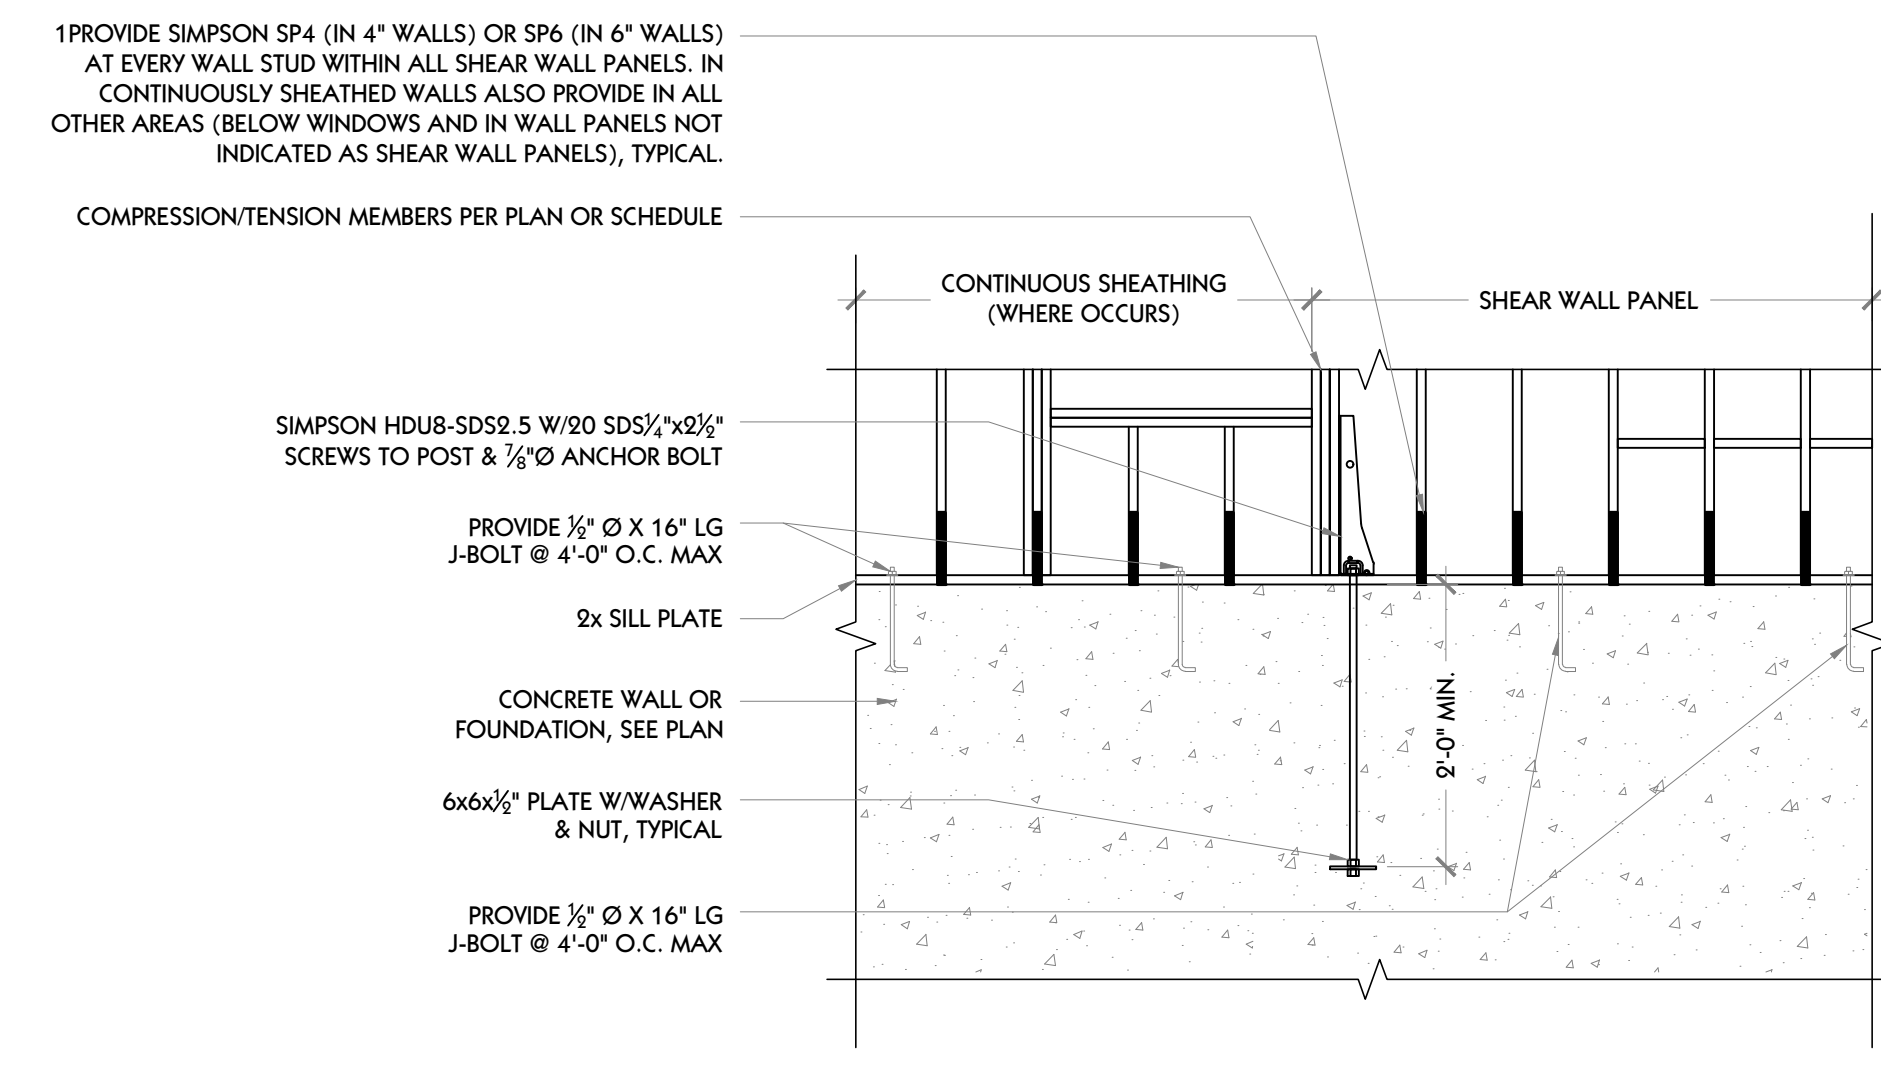 1PROVIDE SIMPSON SP4 (IN 4" WALLS) OR SP6 (IN 6" WALLS)
AT EVERY WALL STUD WITHIN ALL SHEAR WALL PANELS. IN
CONTINUOUSLY SHEATHED WALLS ALSO PROVIDE IN ALL
OTHER AREAS (BELOW WINDOWS AND IN WALL PANELS NOT
INDICATED AS SHEAR WALL PANELS), TYPICAL.
COMPRESSION/TENSION MEMBERS PER PLAN OR SCHEDULE
CONTINUOUS SHEATHING
(WHERE OCCURS)
SHEAR WALL PANEL
SIMPSON HDU8-SDS2.5 W/20 SDS¼"x2½"
SCREWS TO POST & ⅞"Ø ANCHOR BOLT
PROVIDE ½" Ø X 16" LG
J-BOLT @ 4'-0" O.C. MAX
2x SILL PLATE
CONCRETE WALL OR
FOUNDATION, SEE PLAN
2'-0" MIN.
6x6x½" PLATE W/WASHER
& NUT, TYPICAL
PROVIDE ½" Ø X 16" LG
J-BOLT @ 4'-0" O.C. MAX